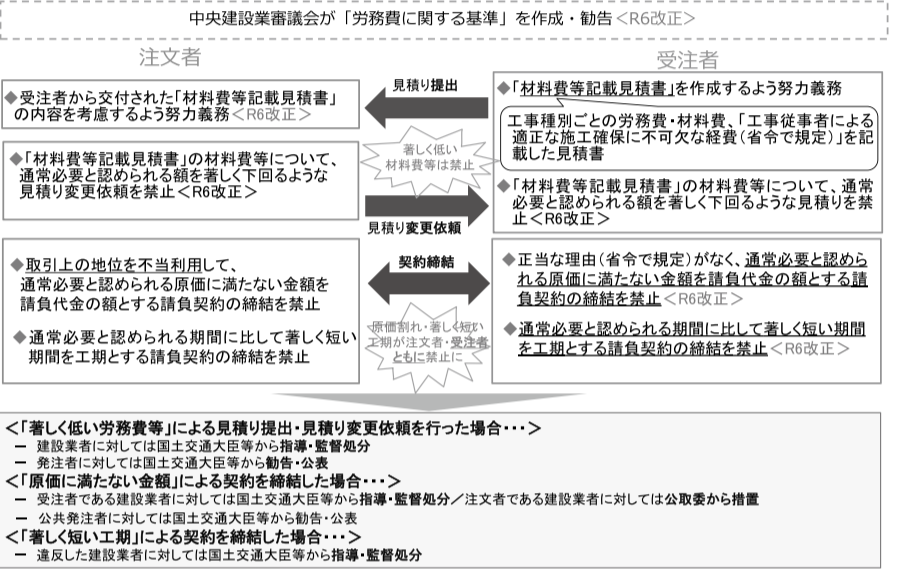 中央建設業審議会が「労務費に関する基準」を作成・勧告<R6改正>
注文者
受注者
◆受注者から交付された「材料費等記載見積書」
の内容を考慮するよう努力義務<R6改正>
見積り提出
◆「材料費等記載見積書」を作成するよう努力義務
工事種別ごとの労務費・材料費、「工事従事者による
適正な施工確保に不可欠な経費(省令で規定)」を記
載した見積書
著しく低い
材料費等は禁止
◆「材料費等記載見積書」の材料費等について、
通常必要と認められる額を著しく下回るような
見積り変更依頼を禁止<R6改正>
◆「材料費等記載見積書」の材料費等について、通常
必要と認められる額を著しく下回るような見積りを禁
止<R6改正>
見積り変更依頼
◆取引上の地位を不当利用して、
通常必要と認められる原価に満たない金額を
請負代金の額とする請負契約の締結を禁止
◆通常必要と認められる期間に比して著しく短い
期間を工期とする請負契約の締結を禁止
契約締結
原価割れ・著しく短い
工期が注文者・受注者
ともに禁止に
◆正当な理由(省令で規定)がなく、通常必要と認めら
れる原価に満たない金額を請負代金の額とする請
負契約の締結を禁止<R6改正>
◆通常必要と認められる期間に比して著しく短い期間
を工期とする請負契約の締結を禁止<R6改正>
<「著しく低い労務費等」による見積り提出・見積り変更依頼を行った場合・・・>
ー 建設業者に対しては国土交通大臣等から指導・監督処分
ー 発注者に対しては国土交通大臣等から勧告・公表
<「原価に満たない金額」による契約を締結した場合・・・>
ー 受注者である建設業者に対しては国土交通大臣等から指導・監督処分/注文者である建設業者に対しては公取委から措置
ー 公共発注者に対しては国土交通大臣等から勧告・公表
<「著しく短い工期」による契約を締結した場合・・・>
ー 違反した建設業者に対しては国土交通大臣等から指導・監督処分